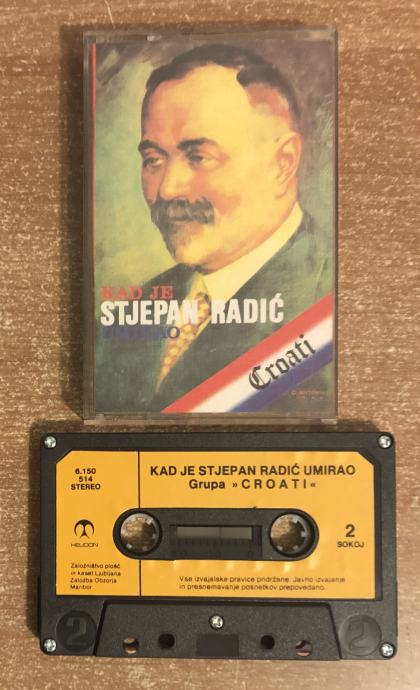 KAD JE
STJEPAN RADIĆ
UMIRAO
Croati
6.150
514
STEREO
KAD JE STJEPAN RADIĆ UMIRAO
Grupa »CROATI«
HELIDON
2
SOKOJ
Založništvo plošč
in kaset Ljubljana
Založba Obzorja
Maribor
Vse izvajalske pravice pridržane. Javno izvajanje
in presnemavanje posnetkov prepovedano.
2